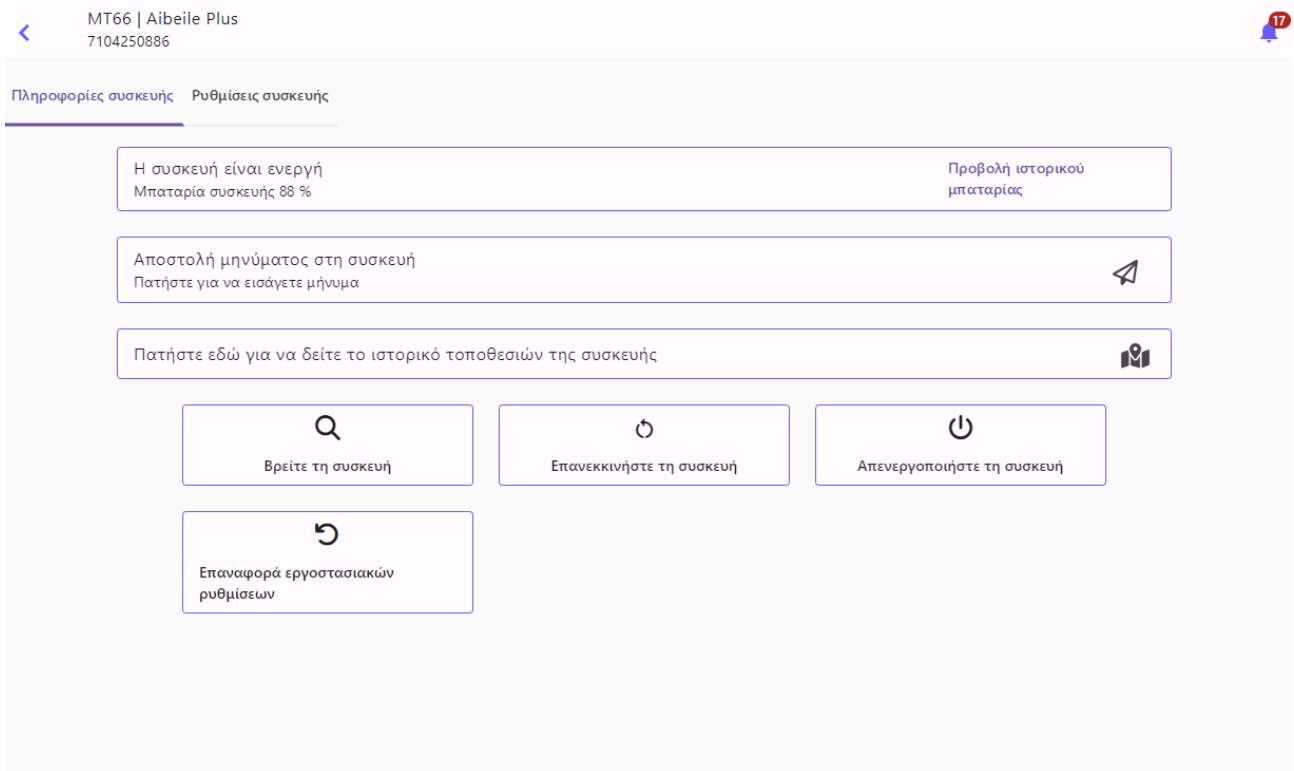 MT66 | Aibeile Plus
7104250886
17
Πληροφορίες συσκευής
Ρυθμίσεις συσκευής
Η συσκευή είναι ενεργή
Μπαταρία συσκευής 88 %
Προβολή ιστορικού
μπαταρίας
Αποστολή μηνύματος στη συσκευή
Πατήστε για να εισάγετε μήνυμα
Πατήστε εδώ για να δείτε το ιστορικό τοποθεσιών της συσκευής
Βρείτε τη συσκευή
Επανεκκινήστε τη συσκευή
Απενεργοποιήστε τη συσκευή
Επαναφορά εργοστασιακών
ρυθμίσεων